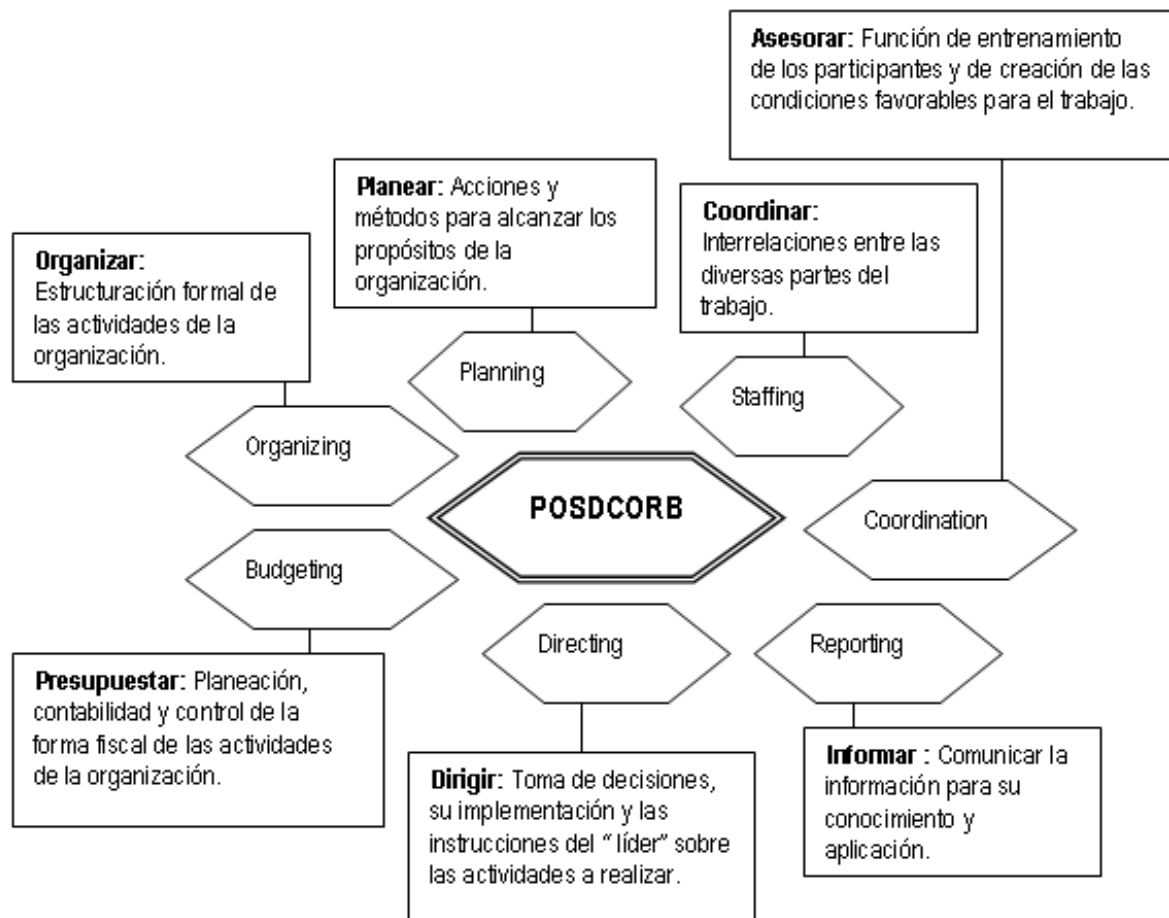 Asesorar: Función de entrenamiento
de los participantes y de creación de las
condiciones favorables para el trabajo.
Planear: Acciones y
métodos para alcanzar los
propósitos de la
organización.
Coordinar:
Interrelaciones entre las
diversas partes del
trabajo.
Organizar:
Estructuración formal de
las actividades de la
organización.
Planning
Staffing
Organizing
POSDCORB
Coordination
Budgeting
Directing
Reporting
Presupuestar: Planeación,
contabilidad y control de la
forma fiscal de las actividades
de la organización.
Dirigir: Toma de decisiones,
su implementación y las
instrucciones del “ líder” sobre
las actividades a realizar.
Informar : Comunicar la
información para su
conocimiento y
aplicación.